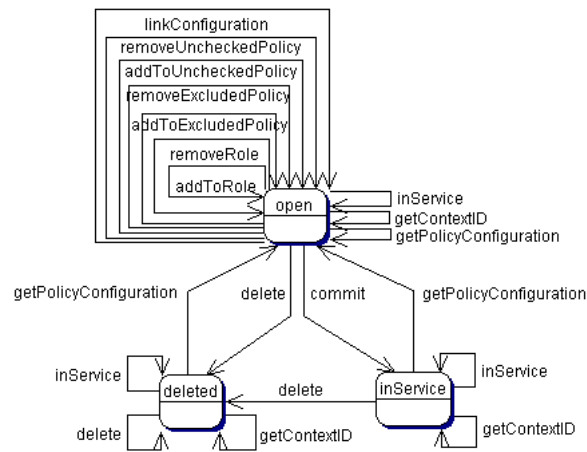 linkConfiguration
removeUncheckedPolicy
addToUncheckedPolicy
removeExcludedPolicy
addToExcludedPolicy
removeRole
addToRole
open
inService
getContextID
getPolicyConfiguration
getPolicyConfiguration
delete
commit
getPolicyConfiguration
inService
deleted
delete
inService
inService
delete
getContextID
getContextID